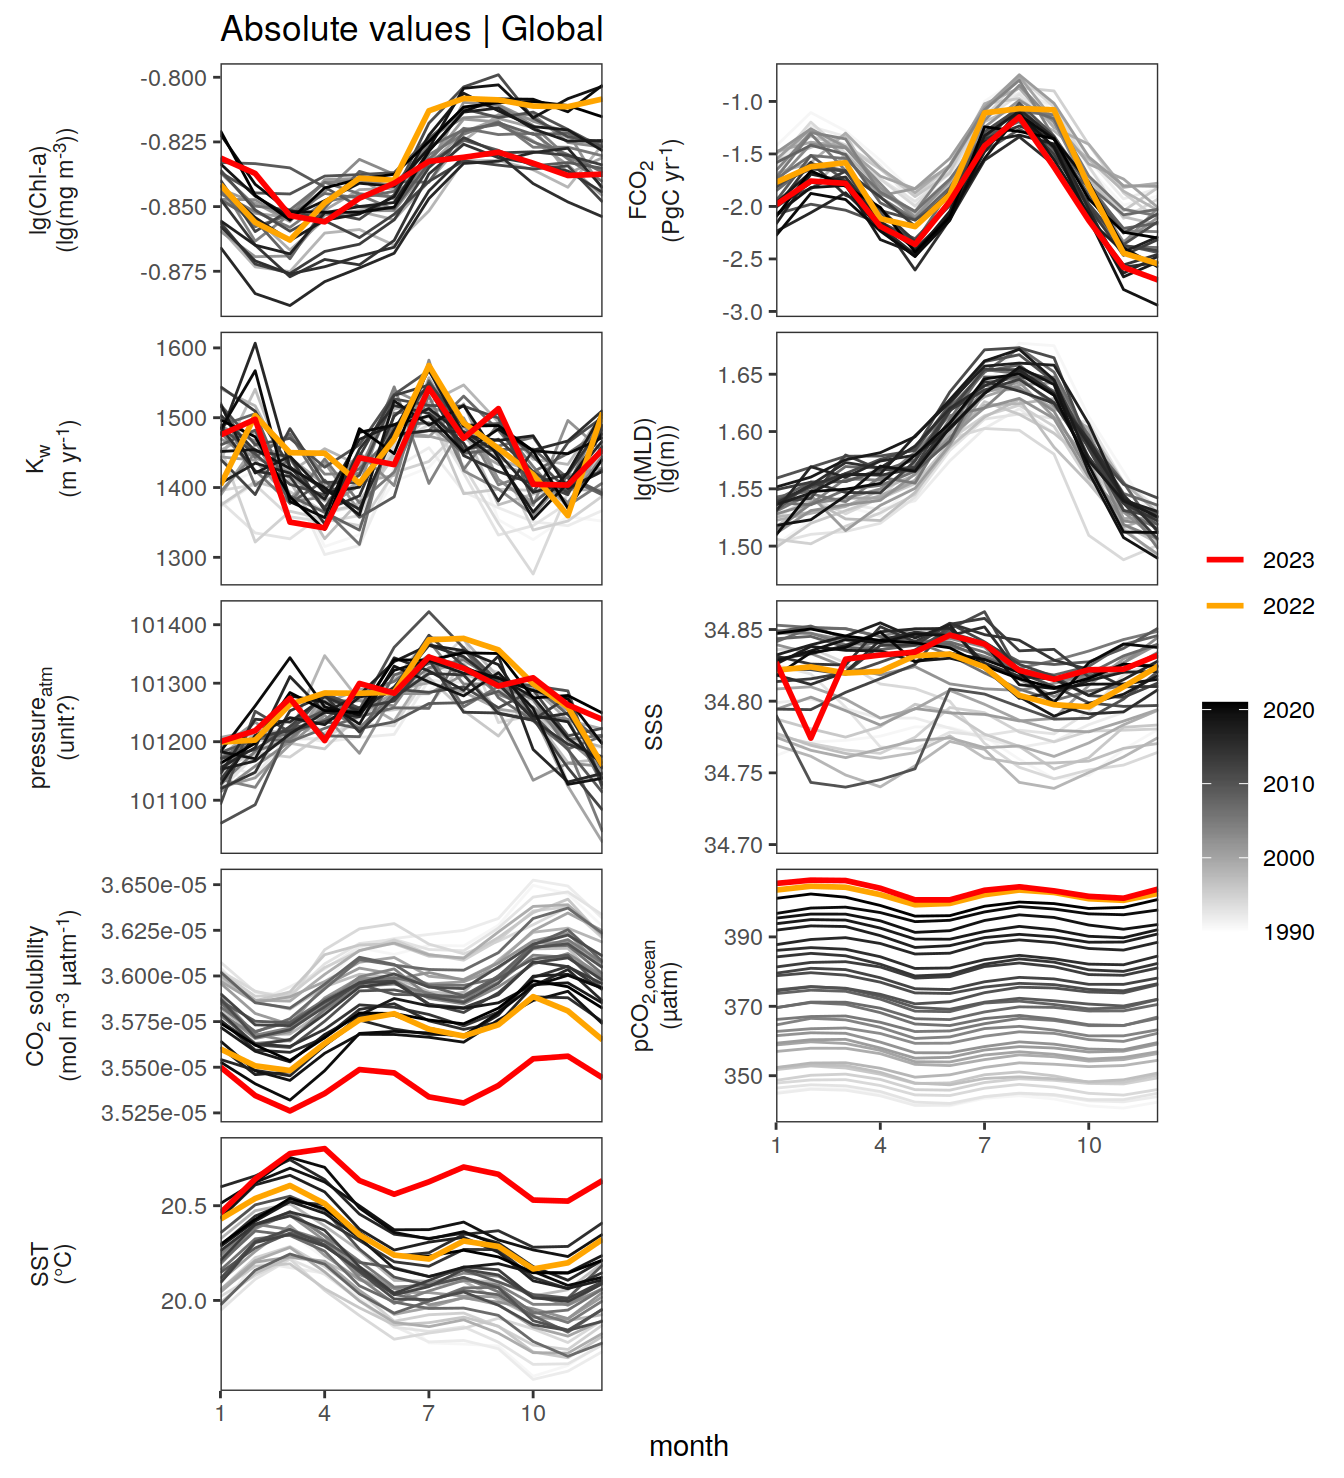 Absolute values | Global
lg(Chl-a)
(lg(mg m⁻³))
-0.800
-0.825
-0.850
-0.875
FCO₂
(PgC yr⁻¹)
-1.0
-1.5
-2.0
-2.5
-3.0
Kw
(m yr⁻¹)
1600
1500
1400
1300
lg(MLD)
(lg(m))
1.65
1.60
1.55
1.50
pressureatm
(unit?)
101400
101300
101200
101100
SSS
34.85
34.80
34.75
34.70
CO₂ solubility
(mol m⁻³ µatm⁻¹)
3.650e-05
3.625e-05
3.600e-05
3.575e-05
3.550e-05
3.525e-05
pCO2,ocean
(µatm)
390
370
350
1 4 7 10
SST
(°C)
20.5
20.0
1 4 7 10
month
2023
2022
2020
2010
2000
1990